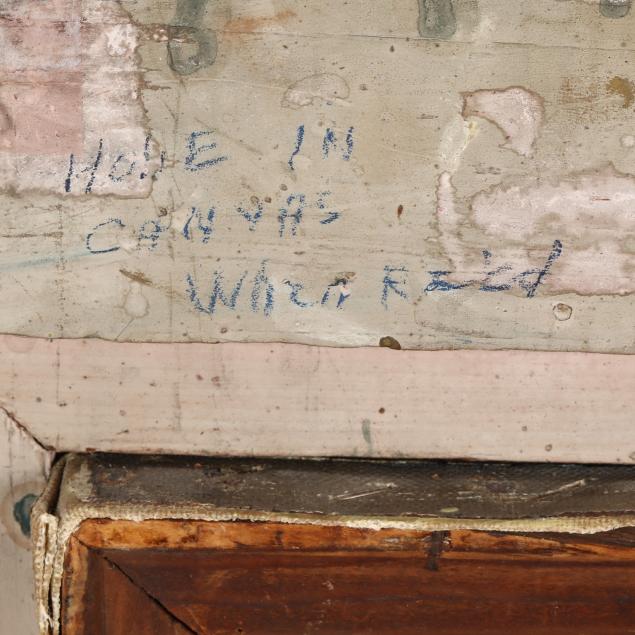 HolE IN
CANVAS
When Rec'd